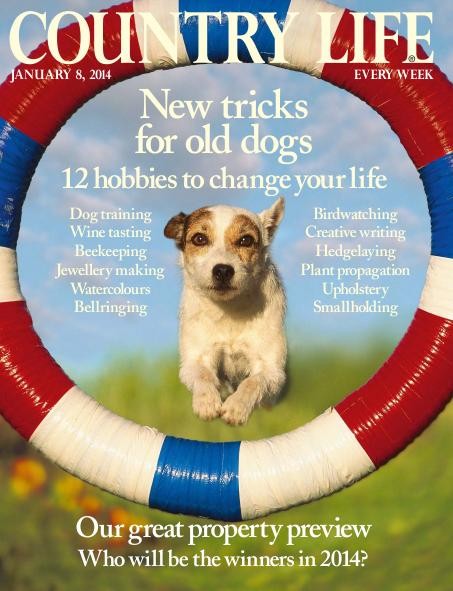 COUNTRY LIFE®
JANUARY 8, 2014
EVERY WEEK
New tricks
for old dogs
12 hobbies to change your life
Dog training
Wine tasting
Beekeeping
Jewellery making
Watercolours
Bellringing
Birdwatching
Creative writing
Hedgelaying
Plant propagation
Upholstery
Smallholding
Our great property preview
Who will be the winners in 2014?